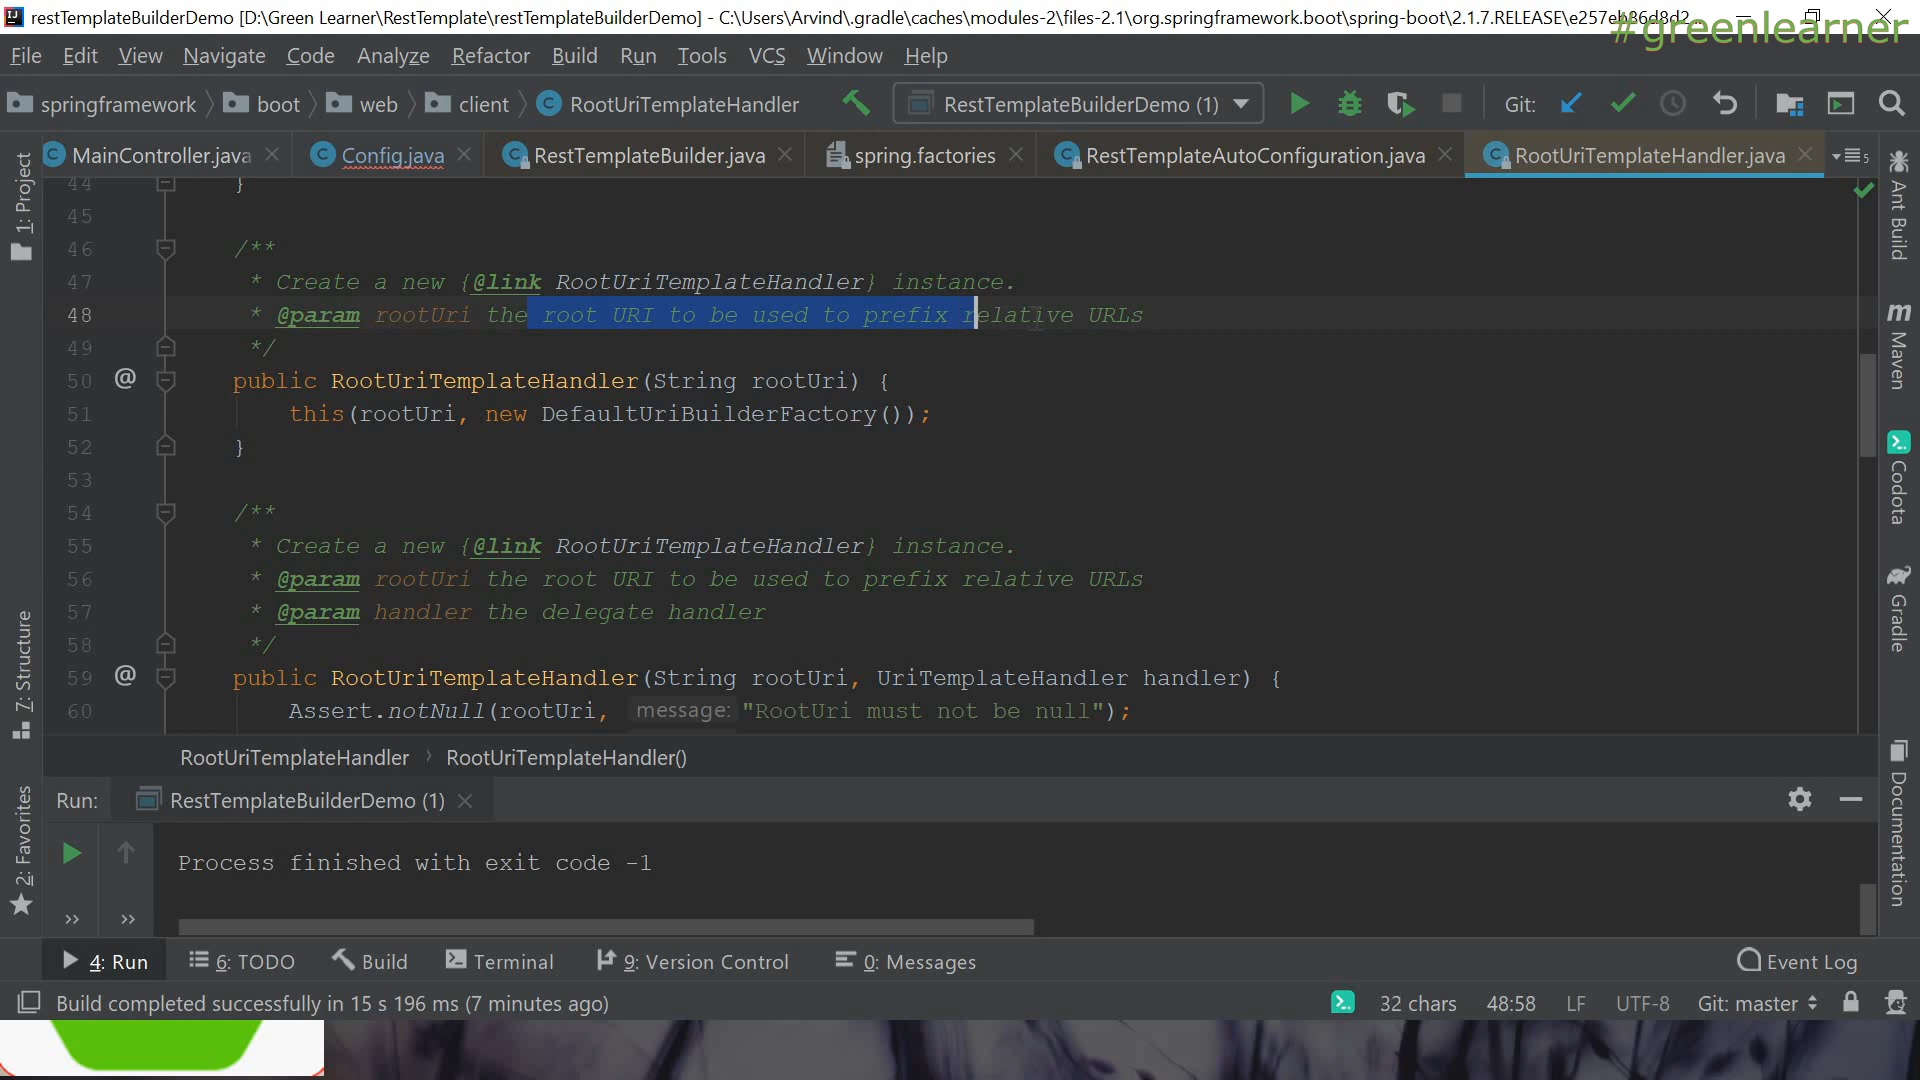 restTemplateBuilderDemo [D:\Green Learner\RestTemplate\restTemplateBuilderDemo] - C:\Users\Arvind\.gradle\caches\modules-2\files-2.1\org.springframework.boot\spring-boot\2.1.7.RELEASE\
#greenlearner
File Edit View Navigate Code Analyze Refactor Build Run Tools VCS Window Help
springframework boot web client RootUriTemplateHandler RestTemplateBuilderDemo (1) Git:
MainController.java Config.java RestTemplateBuilder.java spring.factories RestTemplateAutoConfiguration.java RootUriTemplateHandler.java 5
44 }
45
46 /**
47 * Create a new {@link RootUriTemplateHandler} instance.
48 * @param rootUri the root URI to be used to prefix relative URLs
49 */
50 @ public RootUriTemplateHandler(String rootUri) {
51 this(rootUri, new DefaultUriBuilderFactory());
52 }
53
54 /**
55 * Create a new {@link RootUriTemplateHandler} instance.
56 * @param rootUri the root URI to be used to prefix relative URLs
57 * @param handler the delegate handler
58 */
59 @ public RootUriTemplateHandler(String rootUri, UriTemplateHandler handler) {
60 Assert.notNull(rootUri, message: "RootUri must not be null");
RootUriTemplateHandler › RootUriTemplateHandler()
1: Project
7: Structure
2: Favorites
Ant Build
Maven
Codota
Gradle
Documentation
Run: RestTemplateBuilderDemo (1)
Process finished with exit code -1
4: Run 6: TODO Build Terminal 9: Version Control 0: Messages Event Log
Build completed successfully in 15 s 196 ms (7 minutes ago) 32 chars 48:58 LF UTF-8 Git: master